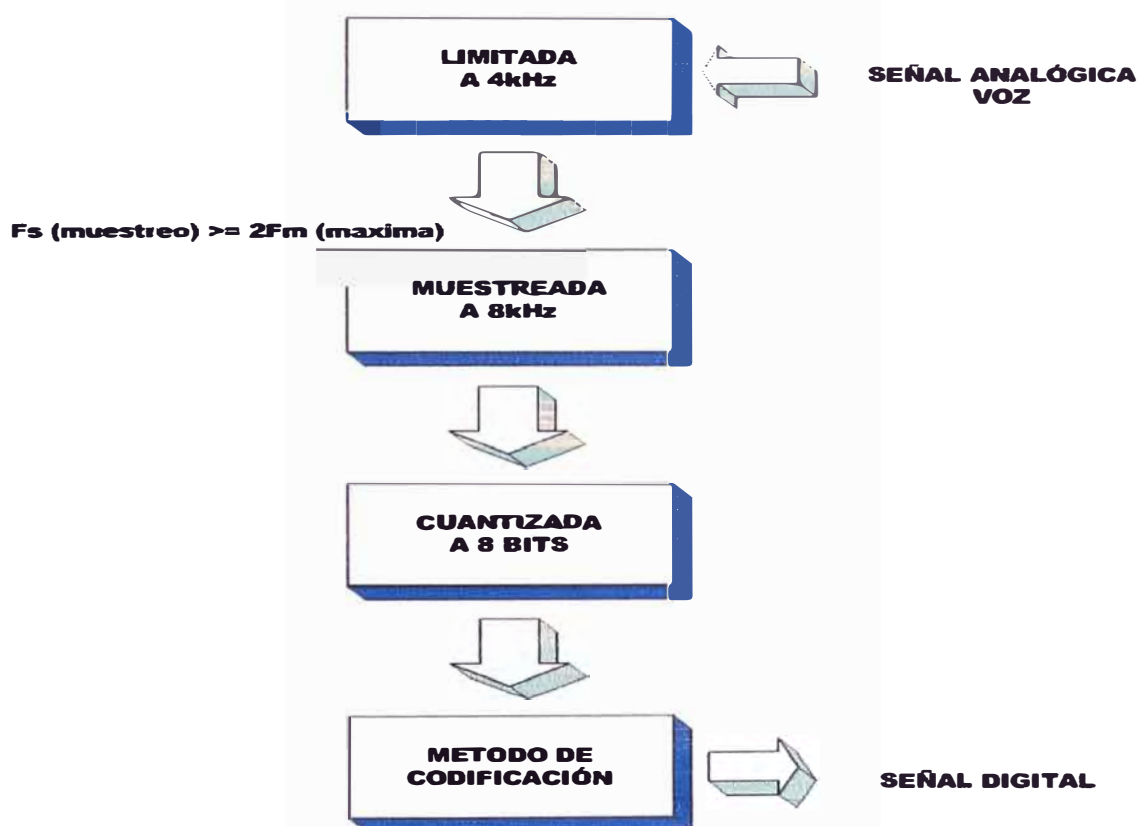 LIMITADA
A 4kHz
SEÑAL ANALÓGICA
VOZ
Fs (muestreo) >= 2Fm (maxima)
MUESTREADA
A 8kHz
CUANTIZADA
A 8 BITS
METODO DE
CODIFICACIÓN
SEÑAL DIGITAL